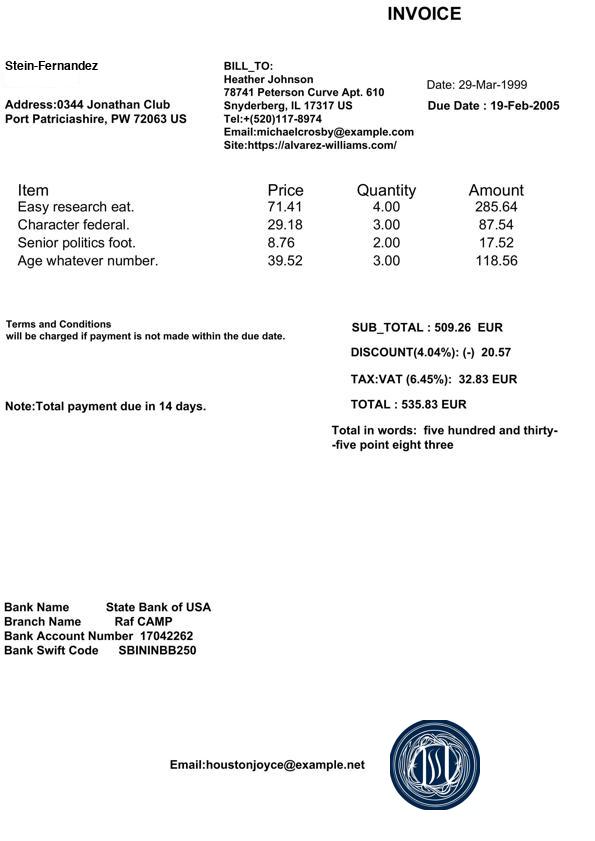 INVOICE
Stein-Fernandez
Address:0344 Jonathan Club
Port Patriciashire, PW 72063 US
BILL_TO:
Heather Johnson
78741 Peterson Curve Apt. 610
Snyderberg, IL 17317 US
Tel:+(520)117-8974
Email:michaelcrosby@example.com
Site:https://alvarez-williams.com/
Date: 29-Mar-1999
Due Date : 19-Feb-2005
Item Price Quantity Amount
Easy research eat. 71.41 4.00 285.64
Character federal. 29.18 3.00 87.54
Senior politics foot. 8.76 2.00 17.52
Age whatever number. 39.52 3.00 118.56
Terms and Conditions
will be charged if payment is not made within the due date.
Note:Total payment due in 14 days.
SUB_TOTAL : 509.26 EUR
DISCOUNT(4.04%): (-) 20.57
TAX:VAT (6.45%): 32.83 EUR
TOTAL : 535.83 EUR
Total in words: five hundred and thirty-
-five point eight three
Bank Name State Bank of USA
Branch Name Raf CAMP
Bank Account Number 17042262
Bank Swift Code SBININBB250
Email:houstonjoyce@example.net